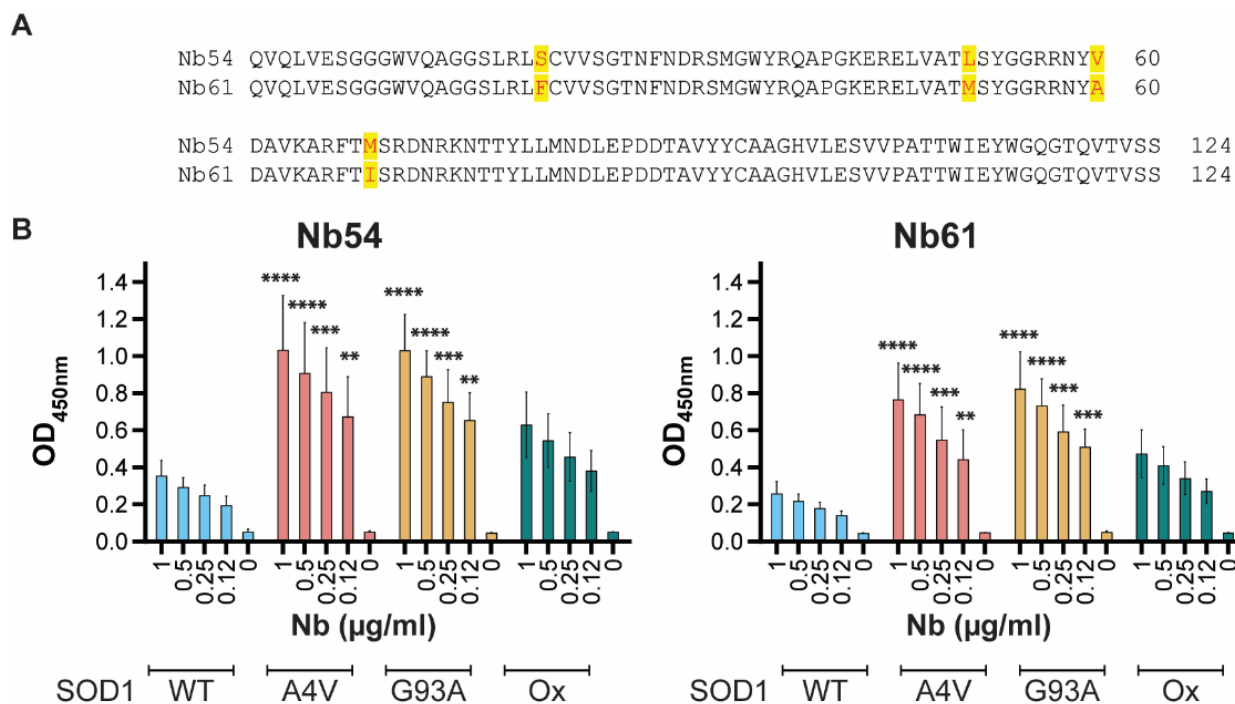 A
Nb54 QVQLVESGGGWVQAGGSLRLSCVVSGTNFNDRSMGWYRQAPGKERELVATLSYGGRRNYV 60
Nb61 QVQLVESGGGWVQAGGSLRLFCVVSGTNFNDRSMGWYRQAPGKERELVATMSYGGRRNYA 60
Nb54 DAVKARFTMSRDNRKNTTYLLMNDLEPDDTAVYYCAAGHVLESVVPATTWIEYWGQGTQVTVSS 124
Nb61 DAVKARFTISRDNRKNTTYLLMNDLEPDDTAVYYCAAGHVLESVVPATTWIEYWGQGTQVTVSS 124
B
Nb54
OD450nm
1.4
1.2
1.0
0.8
0.6
0.4
0.2
0.0
**** **** *** ** **** **** *** **
1 0.5 0.25 0.12 0 1 0.5 0.25 0.12 0 1 0.5 0.25 0.12 0 1 0.5 0.25 0.12 0
Nb (µg/ml)
SOD1 WT A4V G93A Ox
Nb61
OD450nm
1.4
1.2
1.0
0.8
0.6
0.4
0.2
0.0
**** **** *** ** **** **** *** ***
1 0.5 0.25 0.12 0 1 0.5 0.25 0.12 0 1 0.5 0.25 0.12 0 1 0.5 0.25 0.12 0
Nb (µg/ml)
SOD1 WT A4V G93A Ox